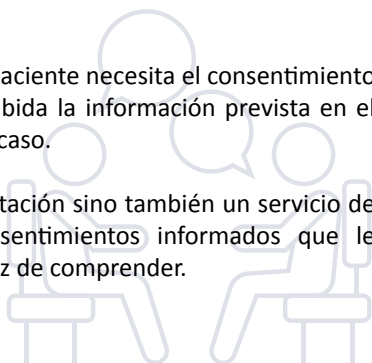 aciente necesita el consentimiento
bida la información prevista en el
caso.
tación sino también un servicio de
sentimientos informados que le
z de comprender.